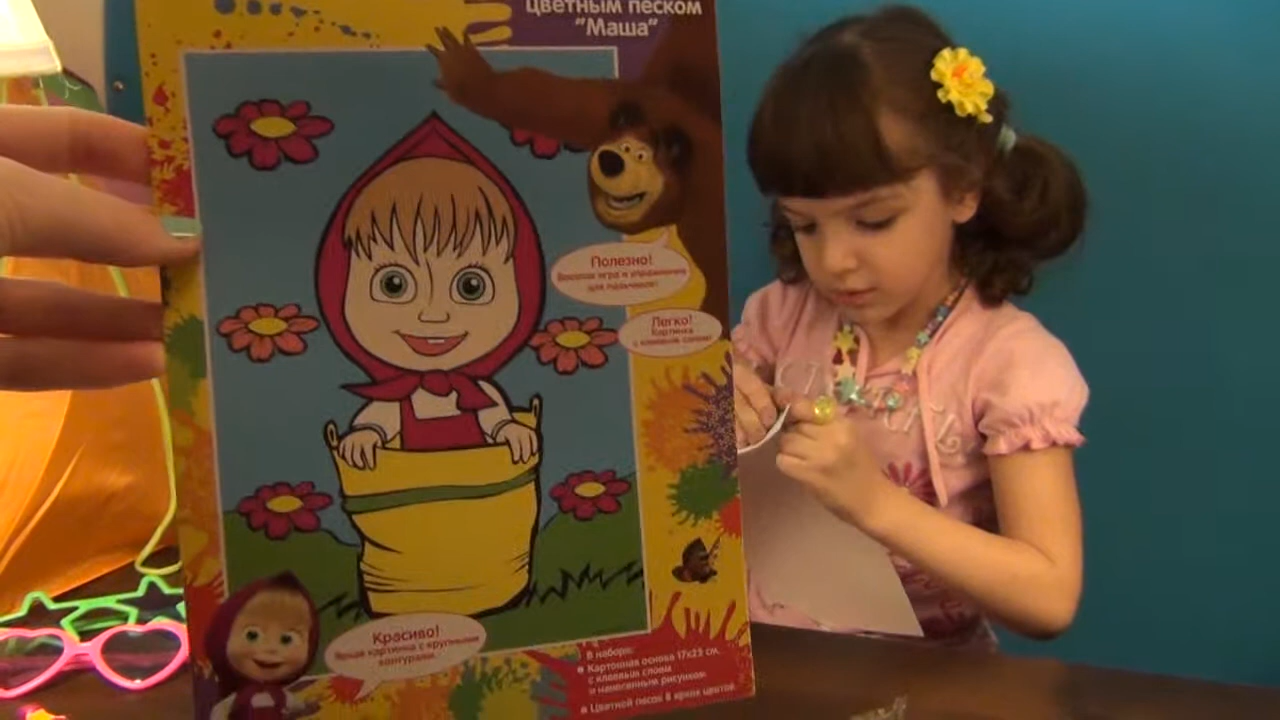 цветным песком
"Маша"
Полезно!
Веселая игра и упражнение
для пальчиков!
Легко!
Картинка
с клеевым слоем!
Красиво!
Яркая картинка с крупными
контурами.
В наборе:
Картонная основа 17х23 см.
с клеевым слоем
и нанесенным рисунком
Цветной песок 8 ярких цветов